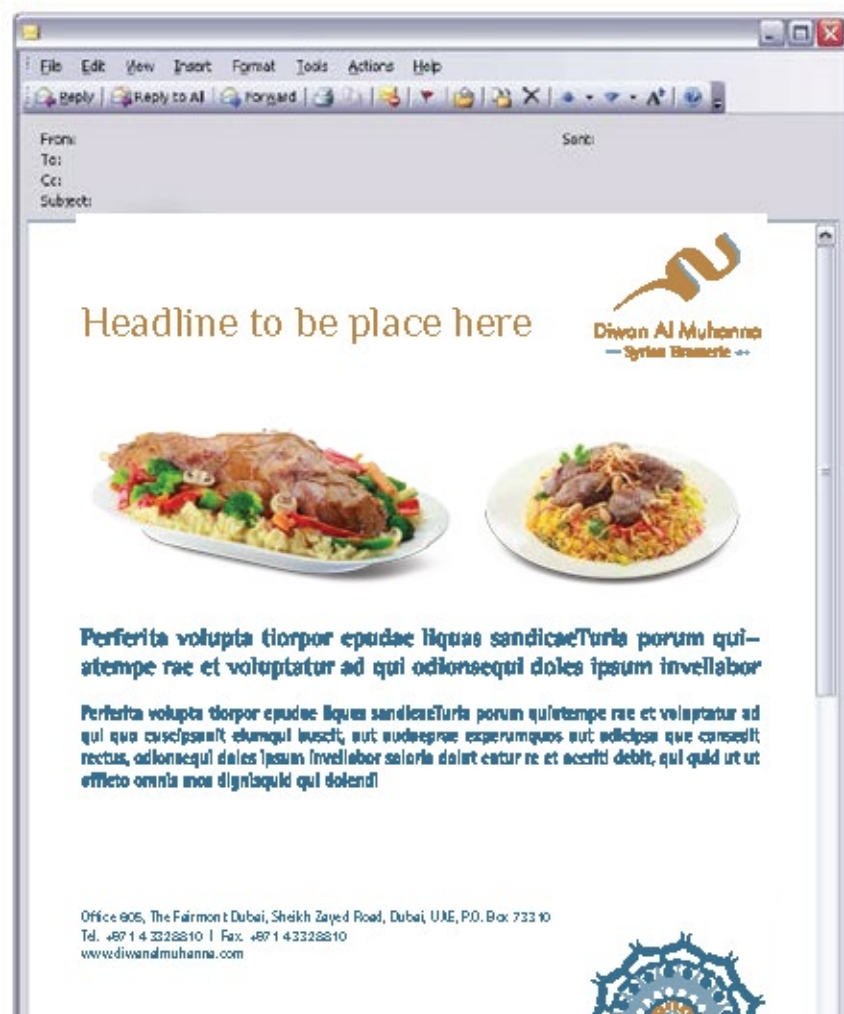 File Edit View Insert Format Tools Actions Help
Reply Reply to All Forward
From: Sent:
To:
Cc:
Subject:
Headline to be place here
Diwan Al Muhanna
Syrian Brasserie
Perferita volupta tiorpor epudae liquas sandicaeTuria porum qui-
atempe rae et voluptatur ad qui odionsequi doles ipsum invellabor
Perferita volupta tiorpor epudae liquas sandicaeTuria porum quiatempe rae et voluptatur ad
qui quo cuscipsanit elumqui buscit, aut audaeprae experumquos aut adicipsa que consedit
rectus, odionsequi doles ipsum invellabor saloria dolut eatur re et aceriti debit, qui quid ut ut
officto omnis mos dignisquid qui dolendi
Office 605, The Fairmont Dubai, Sheikh Zayed Road, Dubai, UAE, P.O. Box 73310
Tel. +971 4 3328810 | Fax. +971 4 3328810
www.diwanalmuhanna.com